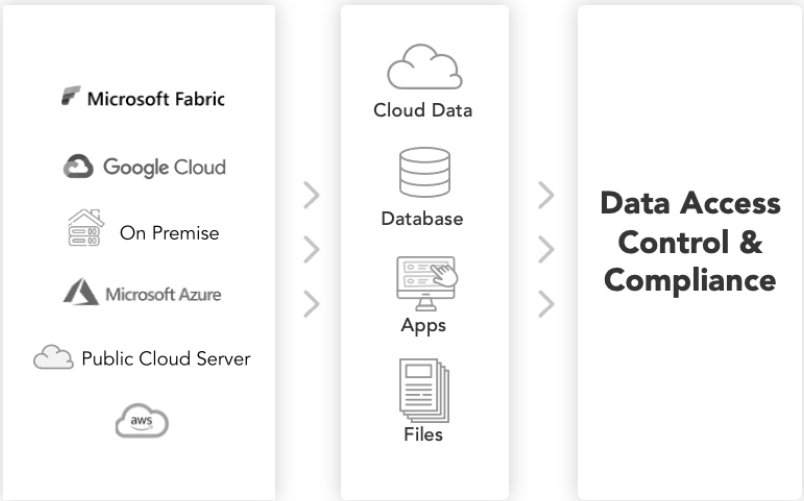 Microsoft Fabric
Google Cloud
On Premise
Microsoft Azure
Public Cloud Server
aws
Cloud Data
Database
Apps
Files
Data Access
Control &
Compliance